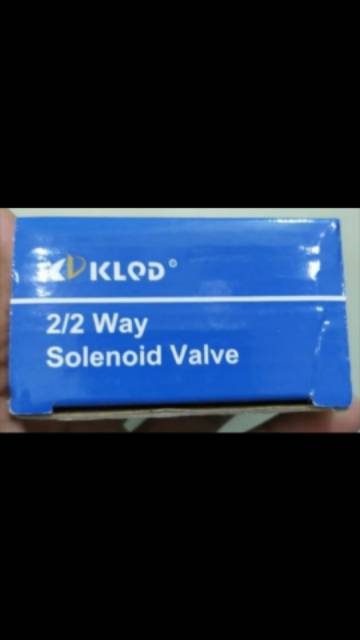 KLQD ©
2/2 Way
Solenoid Valve